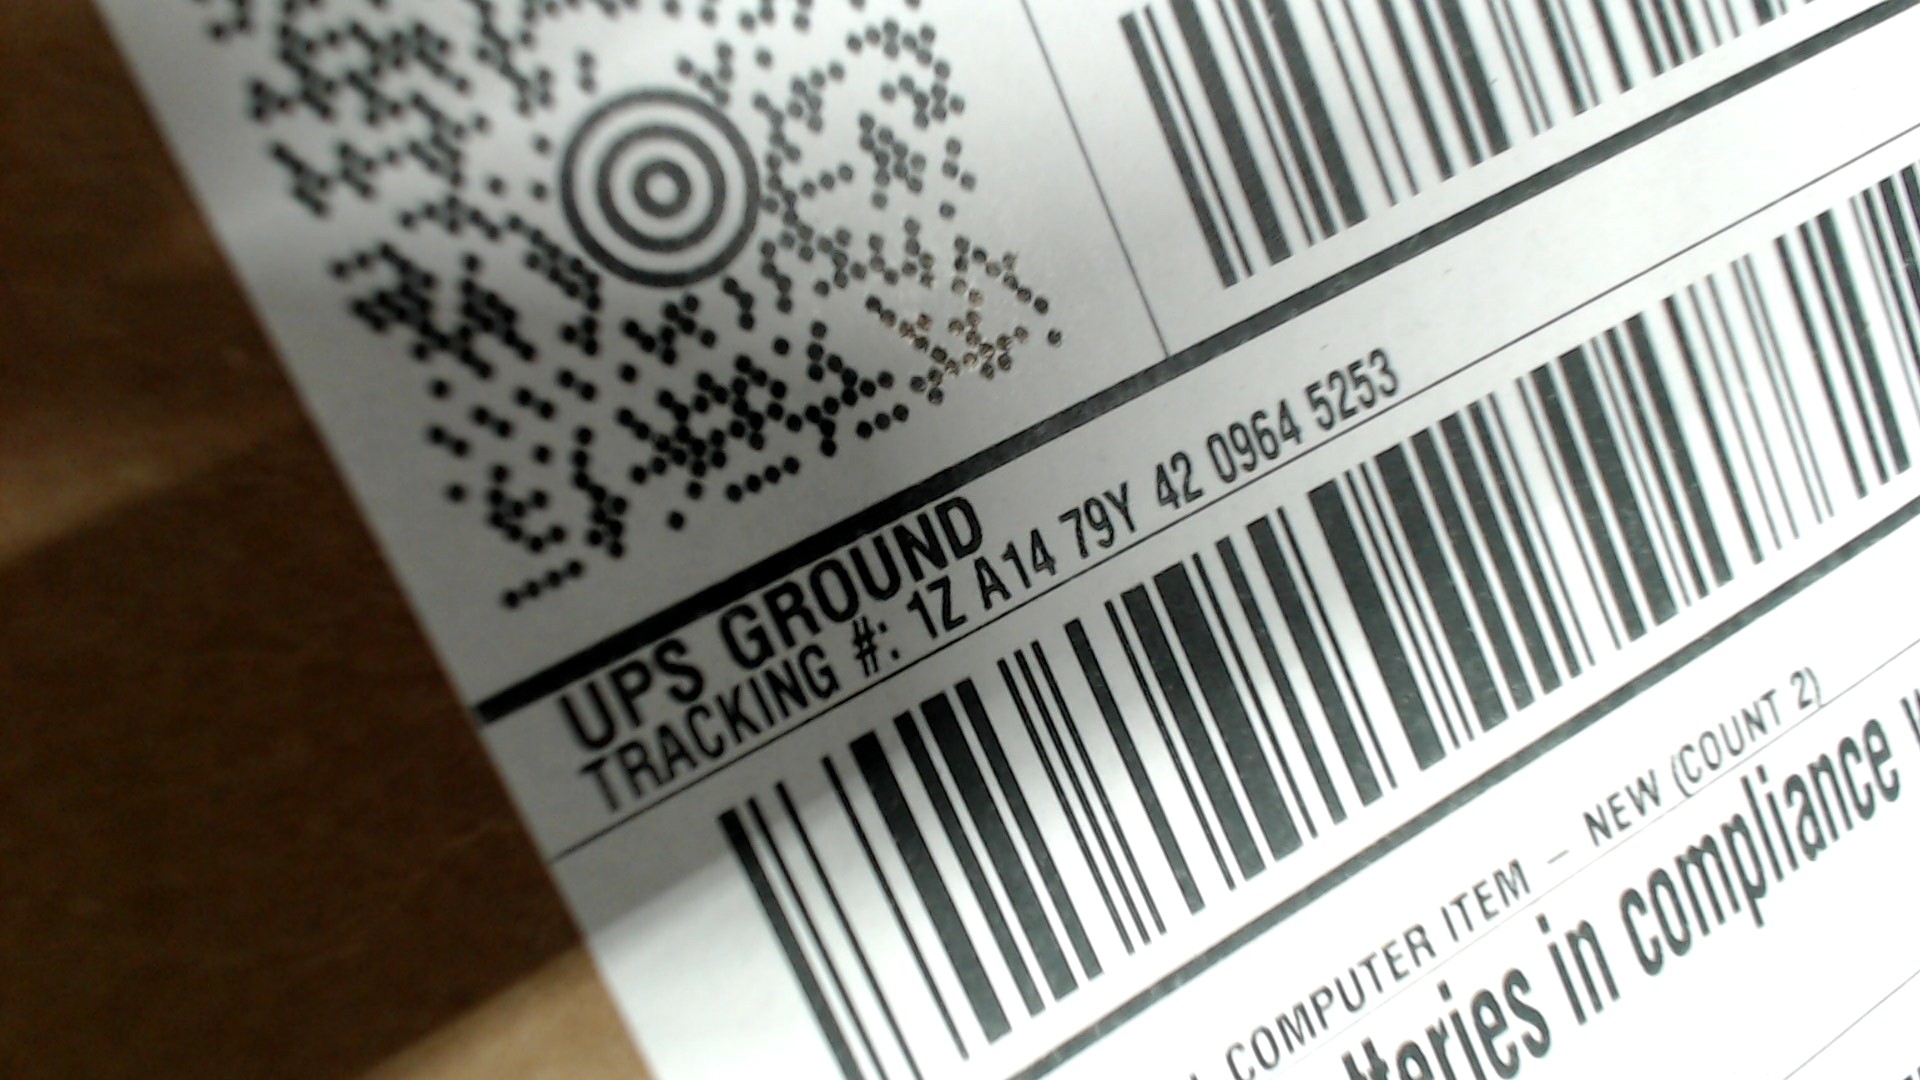 UPS GROUND
TRACKING #: 1Z A14 79Y 42 0964 5253
COMPUTER ITEM - NEW (COUNT 2)
in compliance